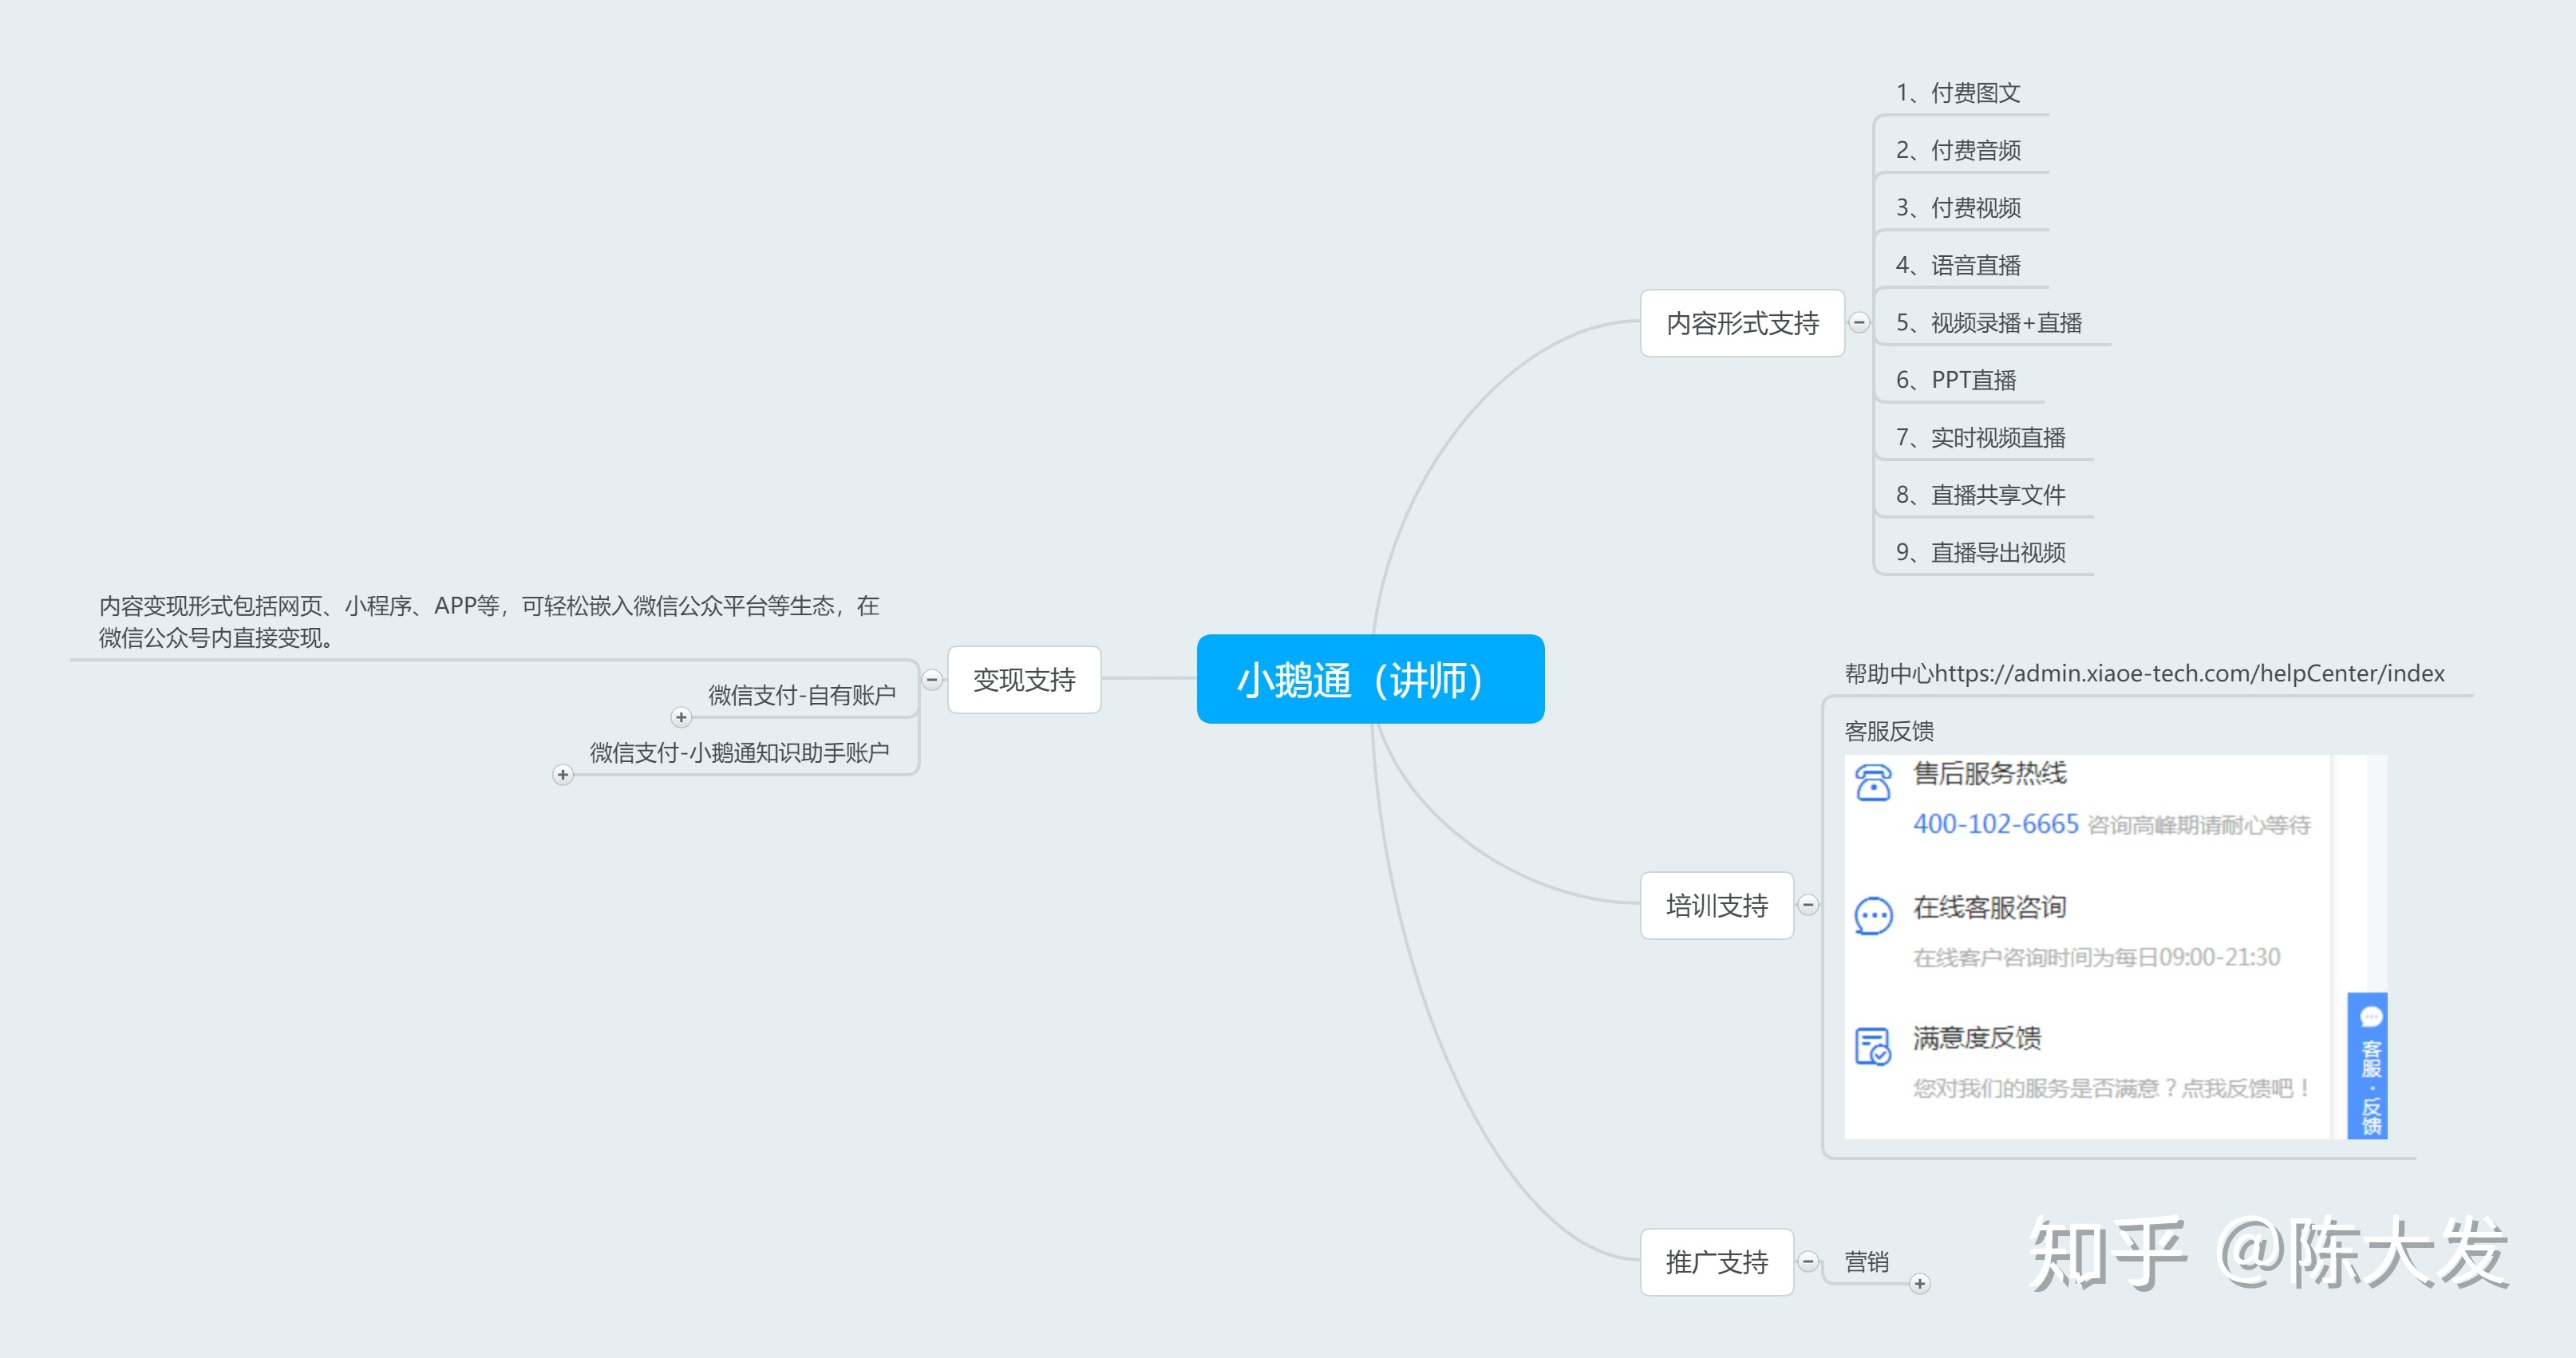 小鹅通（讲师）
内容形式支持
1、付费图文
2、付费音频
3、付费视频
4、语音直播
5、视频录播+直播
6、PPT直播
7、实时视频直播
8、直播共享文件
9、直播导出视频
培训支持
帮助中心https://admin.xiaoe-tech.com/helpCenter/index
客服反馈
售后服务热线
400-102-6665 咨询高峰期请耐心等待
在线客服咨询
在线客户咨询时间为每日09:00-21:30
满意度反馈
您对我们的服务是否满意？点我反馈吧！
客服·反馈
推广支持
营销
变现支持
内容变现形式包括网页、小程序、APP等，可轻松嵌入微信公众平台等生态，在
微信公众号内直接变现。
微信支付-自有账户
微信支付-小鹅通知识助手账户
知乎 @陈大发